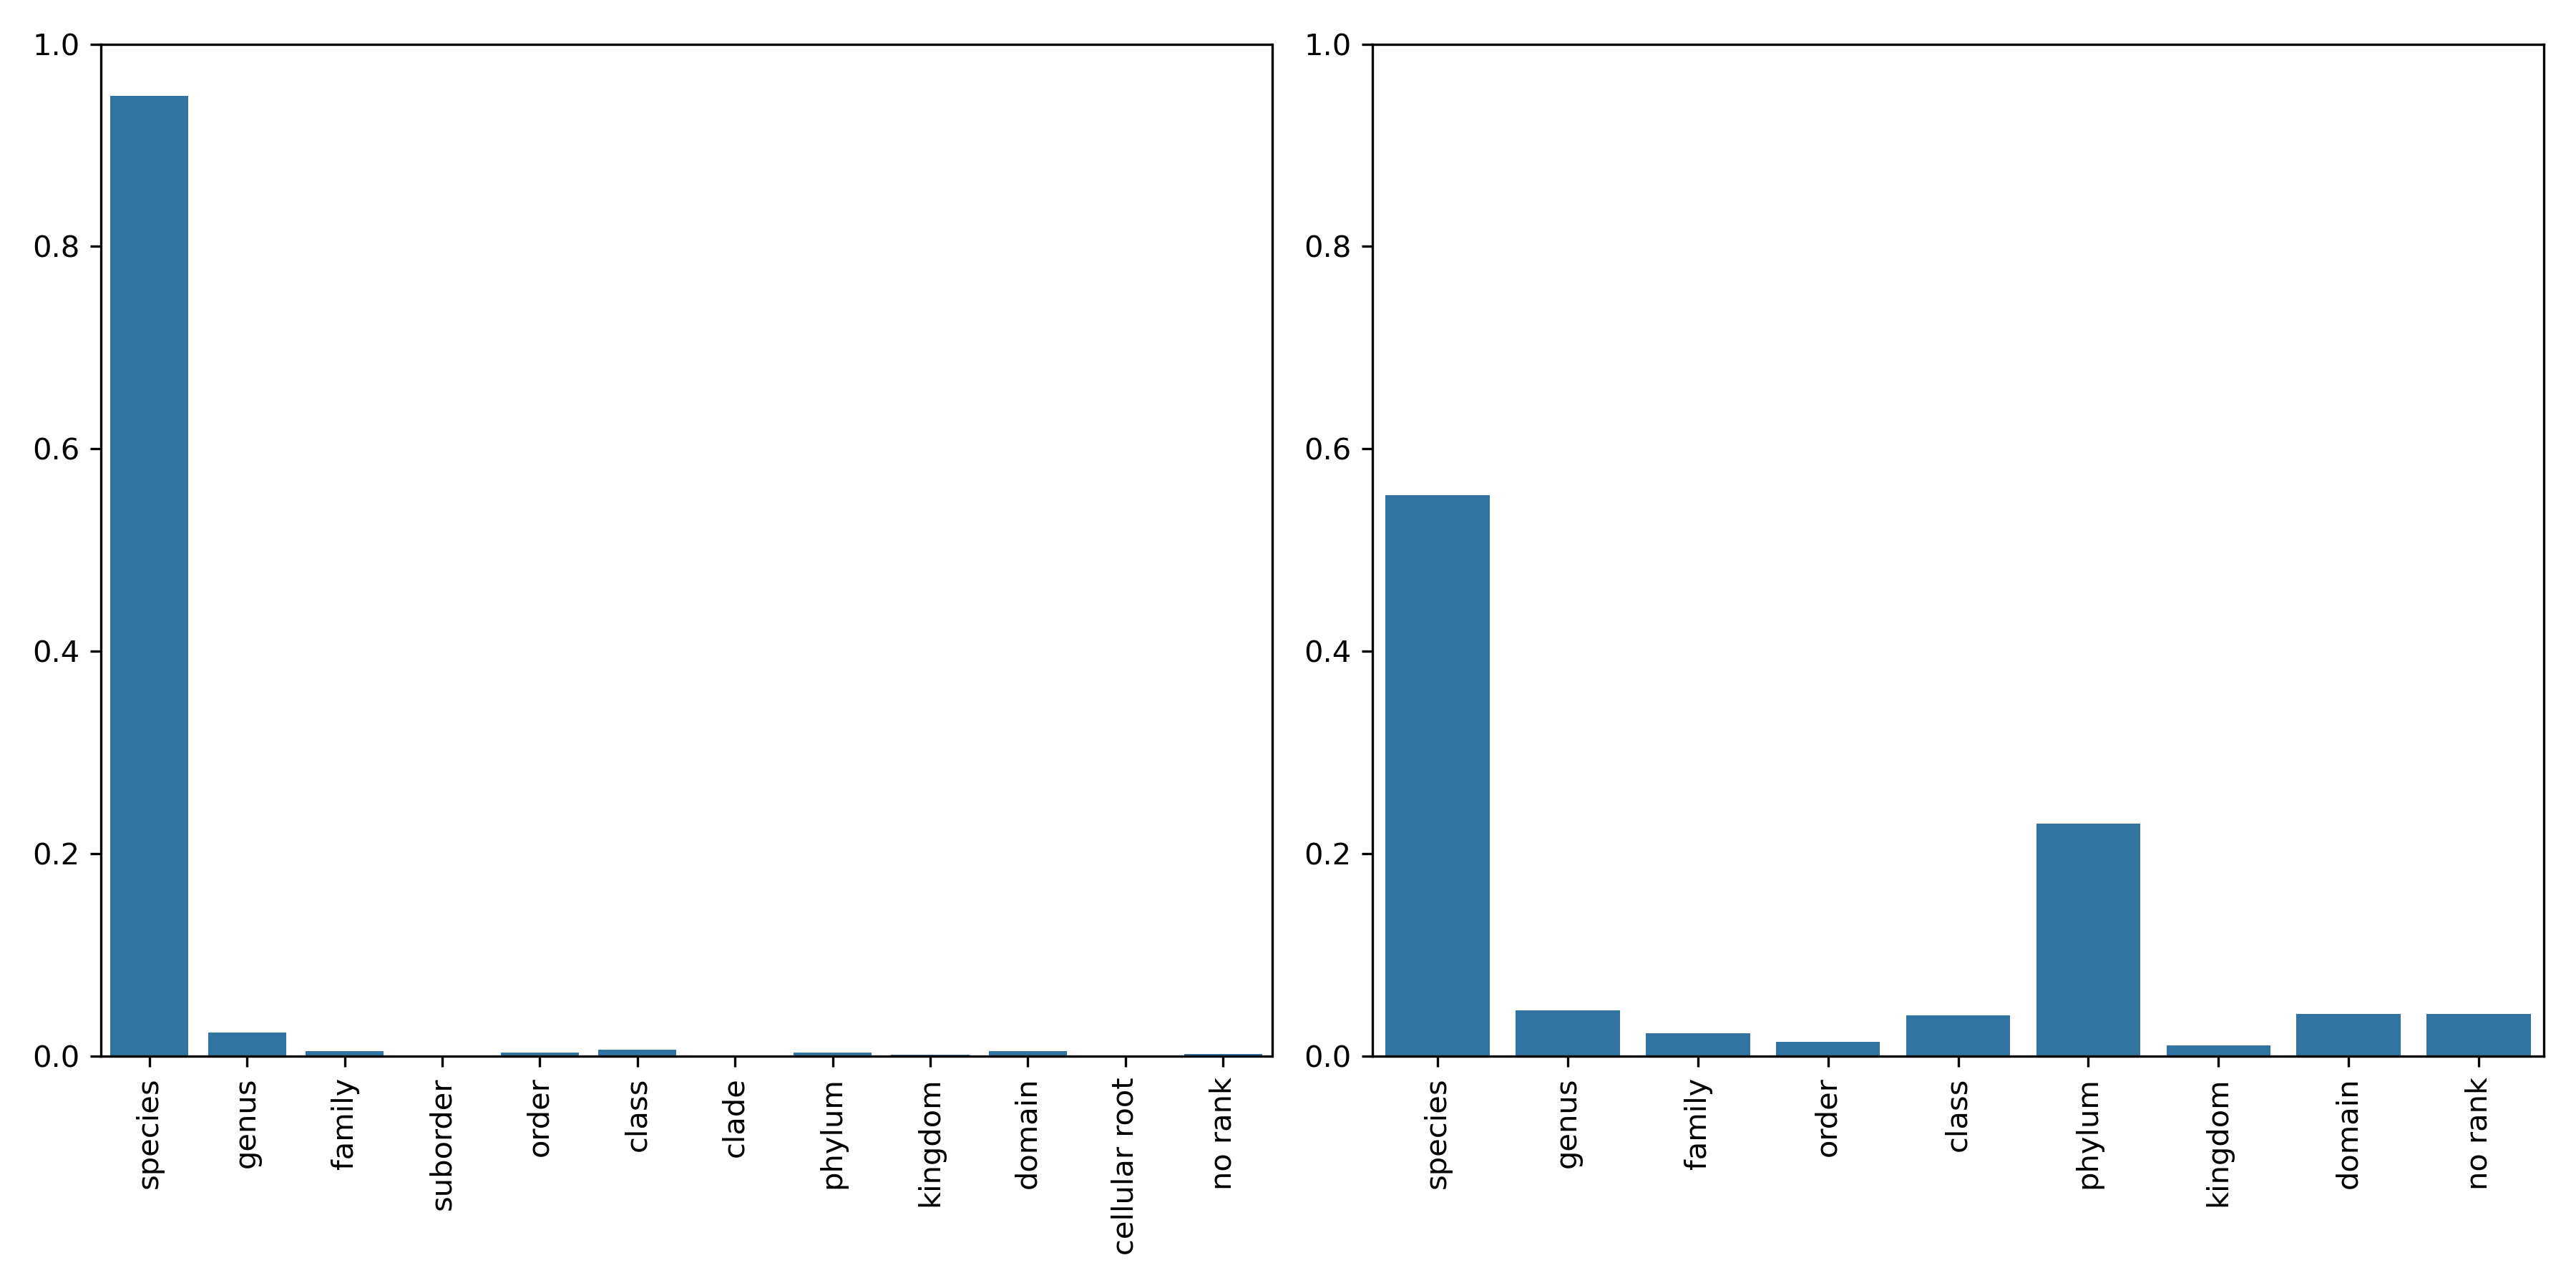 1.0
0.8
0.6
0.4
0.2
0.0
species
genus
family
suborder
order
class
clade
phylum
kingdom
domain
cellular root
no rank
1.0
0.8
0.6
0.4
0.2
0.0
species
genus
family
order
class
phylum
kingdom
domain
no rank